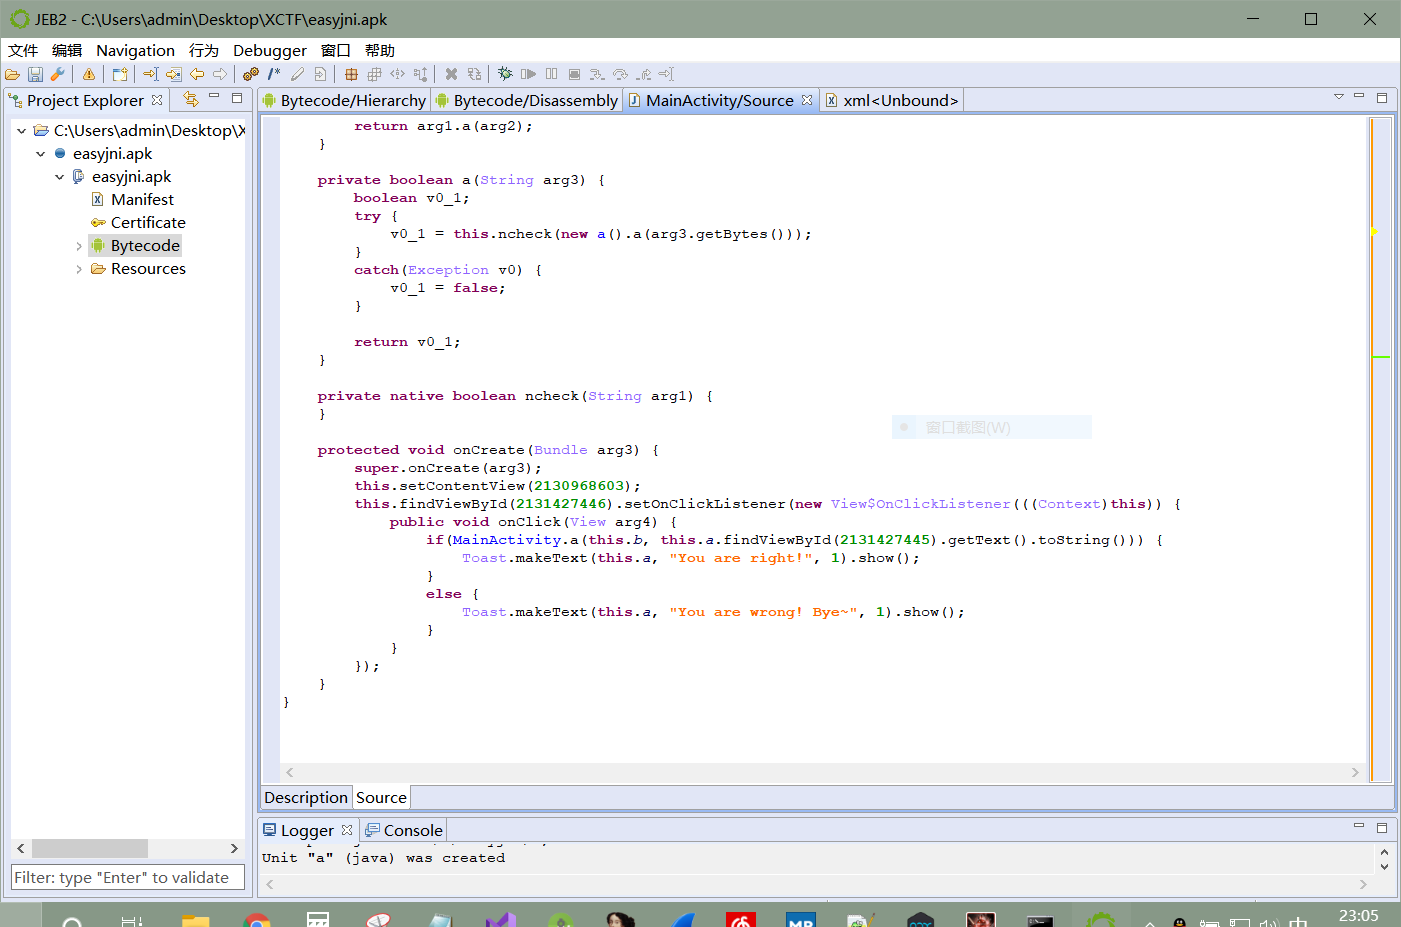 JEB2 - C:\Users\admin\Desktop\XCTF\easyjni.apk
文件 编辑 Navigation 行为 Debugger 窗口 帮助
Project Explorer
Bytecode/Hierarchy Bytecode/Disassembly MainActivity/Source xml<Unbound>
C:\Users\admin\Desktop\X
easyjni.apk
easyjni.apk
Manifest
Certificate
Bytecode
Resources
Filter: type "Enter" to validate
return arg1.a(arg2);
}
private boolean a(String arg3) {
boolean v0_1;
try {
v0_1 = this.ncheck(new a().a(arg3.getBytes()));
}
catch(Exception v0) {
v0_1 = false;
}
return v0_1;
}
private native boolean ncheck(String arg1) {
}
窗口截图(W)
protected void onCreate(Bundle arg3) {
super.onCreate(arg3);
this.setContentView(2130968603);
this.findViewById(2131427446).setOnClickListener(new View$OnClickListener(((Context)this)) {
public void onClick(View arg4) {
if(MainActivity.a(this.b, this.a.findViewById(2131427445).getText().toString())) {
Toast.makeText(this.a, "You are right!", 1).show();
}
else {
Toast.makeText(this.a, "You are wrong! Bye~", 1).show();
}
}
});
}
}
Description Source
Logger Console
Unit "a" (java) was created
23:05